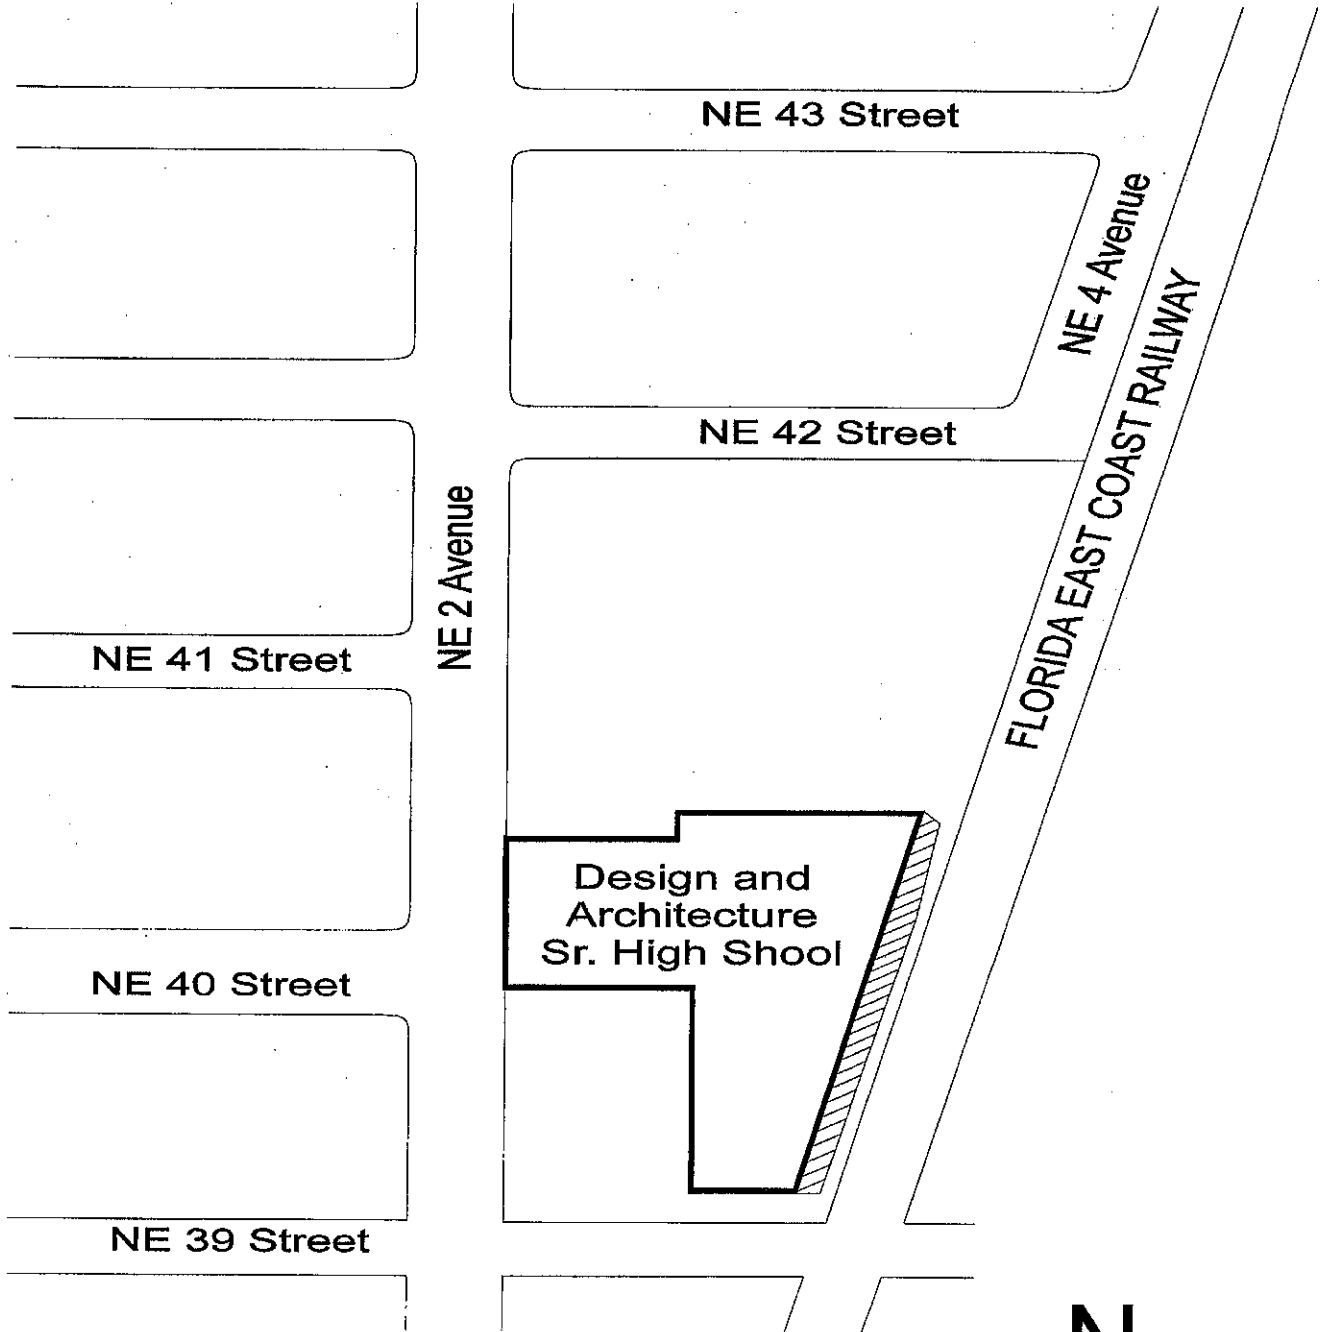 NE 43 Street
NE 4 Avenue
FLORIDA EAST COAST RAILWAY
NE 42 Street
NE 2 Avenue
NE 41 Street
Design and
Architecture
Sr. High Shool
NE 40 Street
NE 39 Street
N